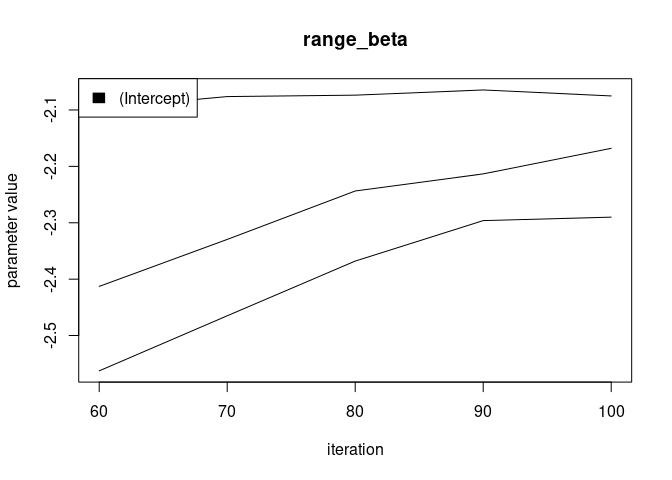 range_beta
(Intercept)
parameter value
-2.1
-2.2
-2.3
-2.4
-2.5
60 70 80 90 100
iteration